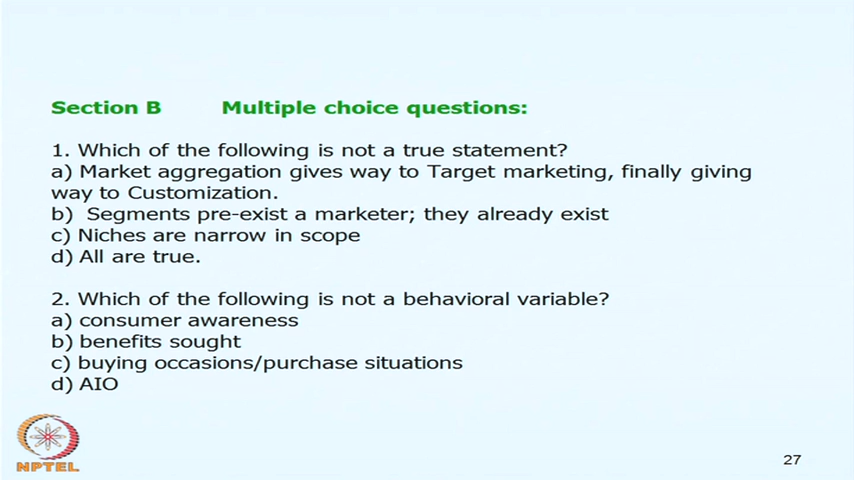 Section B Multiple choice questions:
1. Which of the following is not a true statement?
a) Market aggregation gives way to Target marketing, finally giving
way to Customization.
b) Segments pre-exist a marketer; they already exist
c) Niches are narrow in scope
d) All are true.
2. Which of the following is not a behavioral variable?
a) consumer awareness
b) benefits sought
c) buying occasions/purchase situations
d) AIO
NPTEL
27